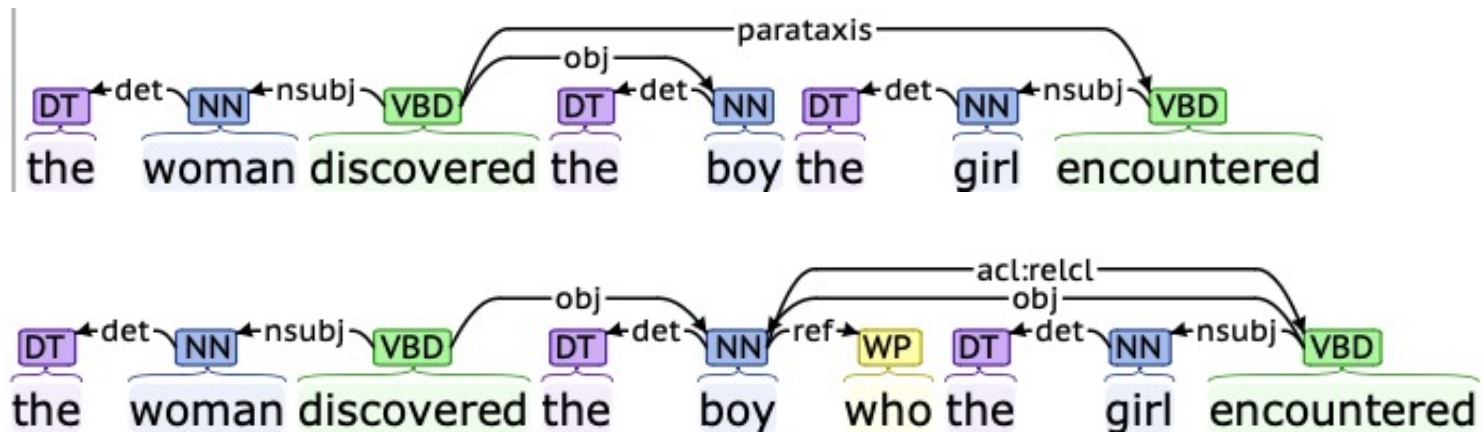 parataxis
obj
det nsubj det det nsubj
DT NN VBD DT NN DT NN VBD
the woman discovered the boy the girl encountered
acl:relcl
obj obj
det nsubj det ref det nsubj
DT NN VBD DT NN WP DT NN VBD
the woman discovered the boy who the girl encountered